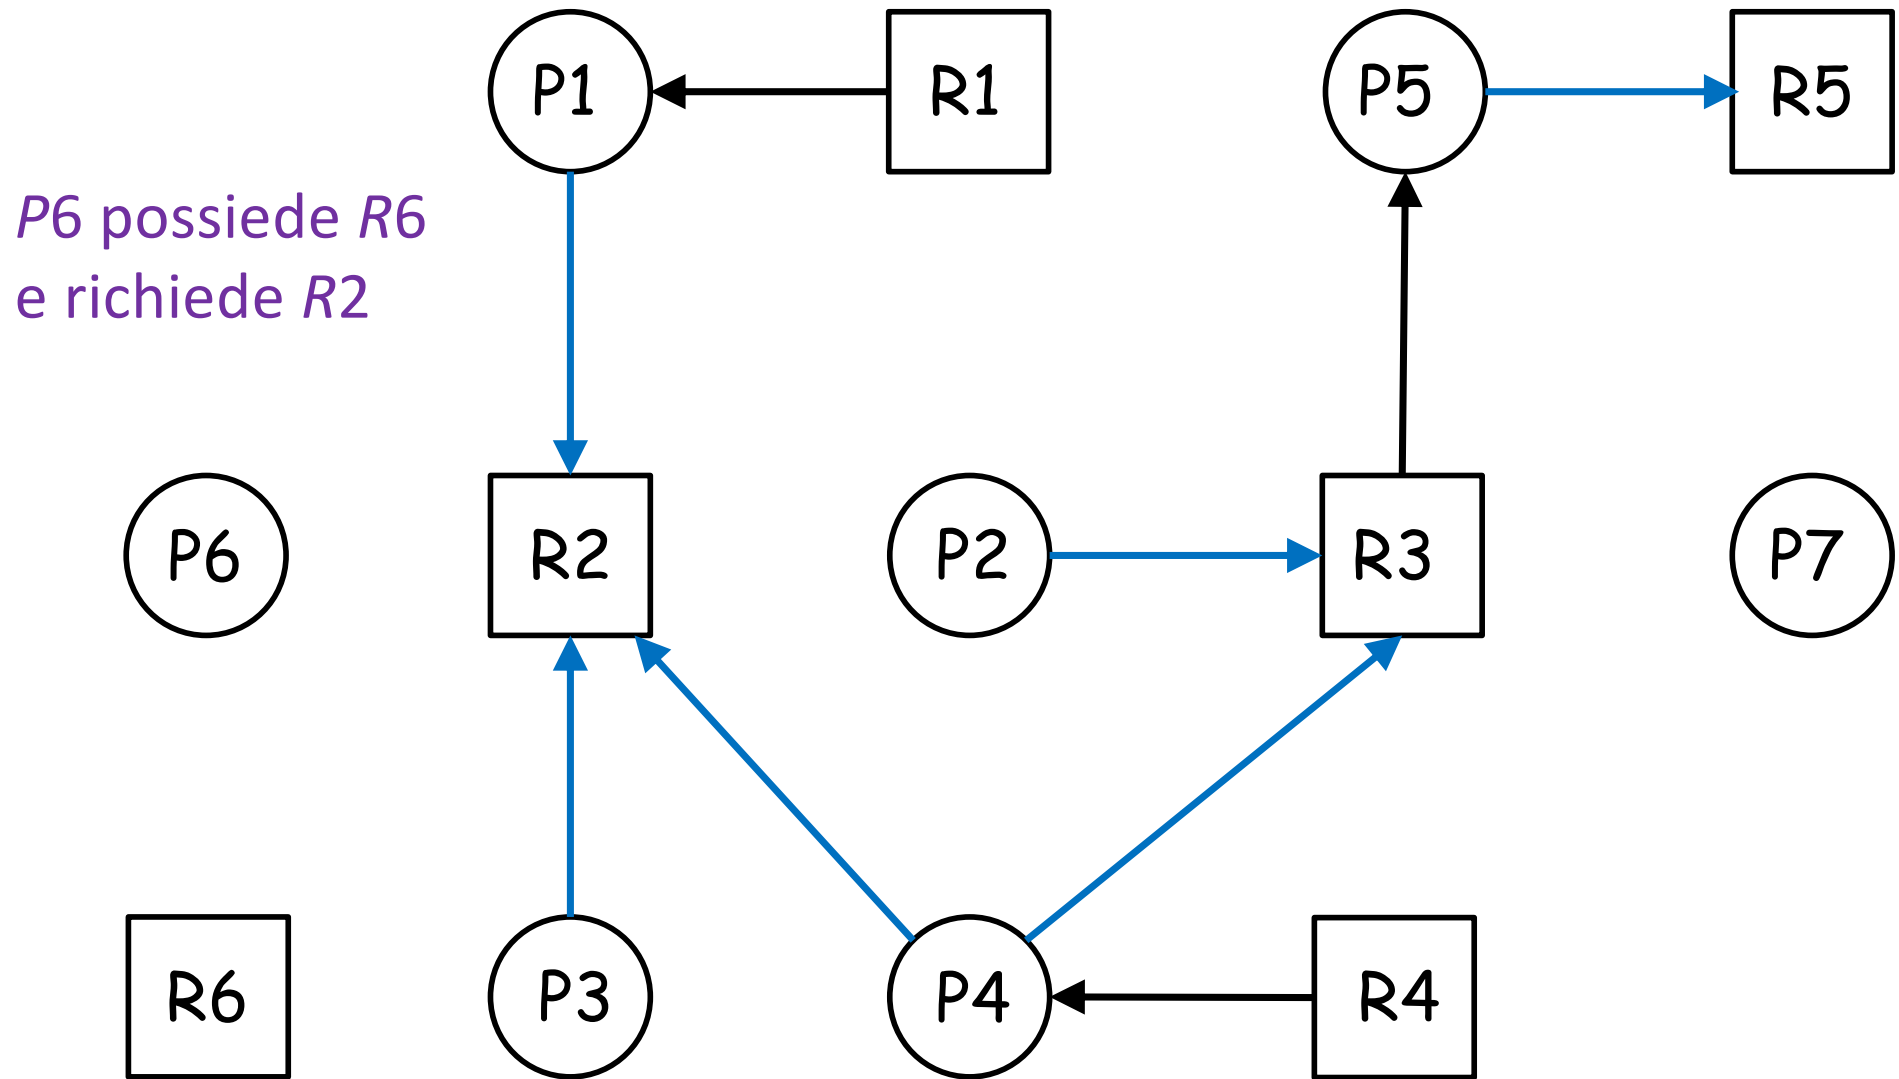 P1
R1
P5
R5
P6 possiede R6
e richiede R2
P6
R2
P2
R3
P7
R6
P3
P4
R4